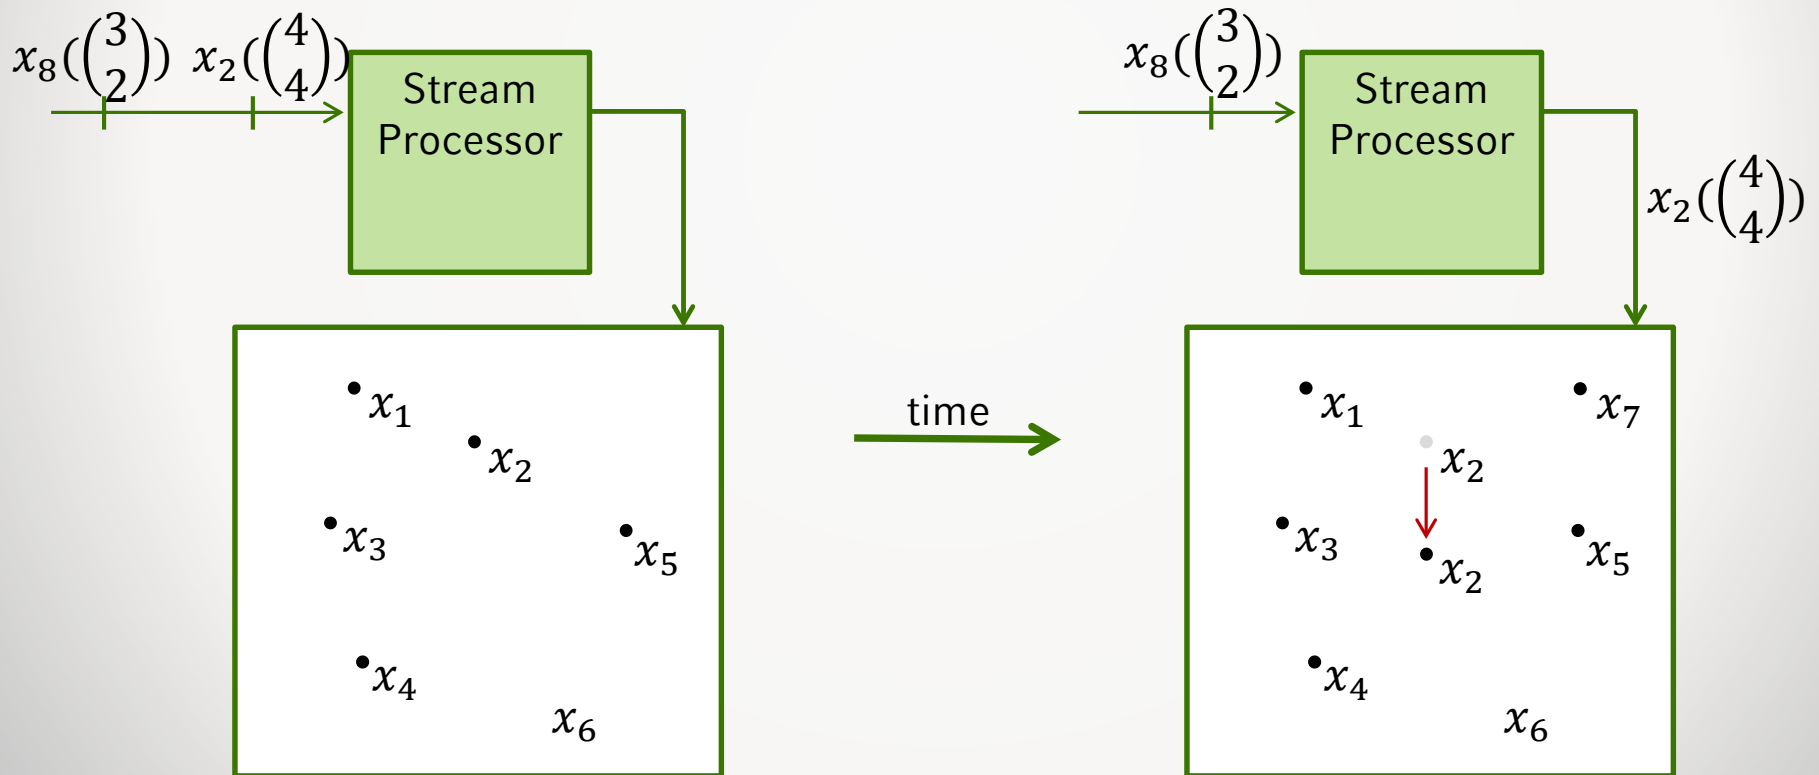 x₈((3 2)) x₂((4 4))
Stream
Processor
x₁
x₂
x₃
x₅
x₄
x₆
time
x₈((3 2))
Stream
Processor
x₂((4 4))
x₁
x₇
x₂
x₃
x₅
x₂
x₄
x₆